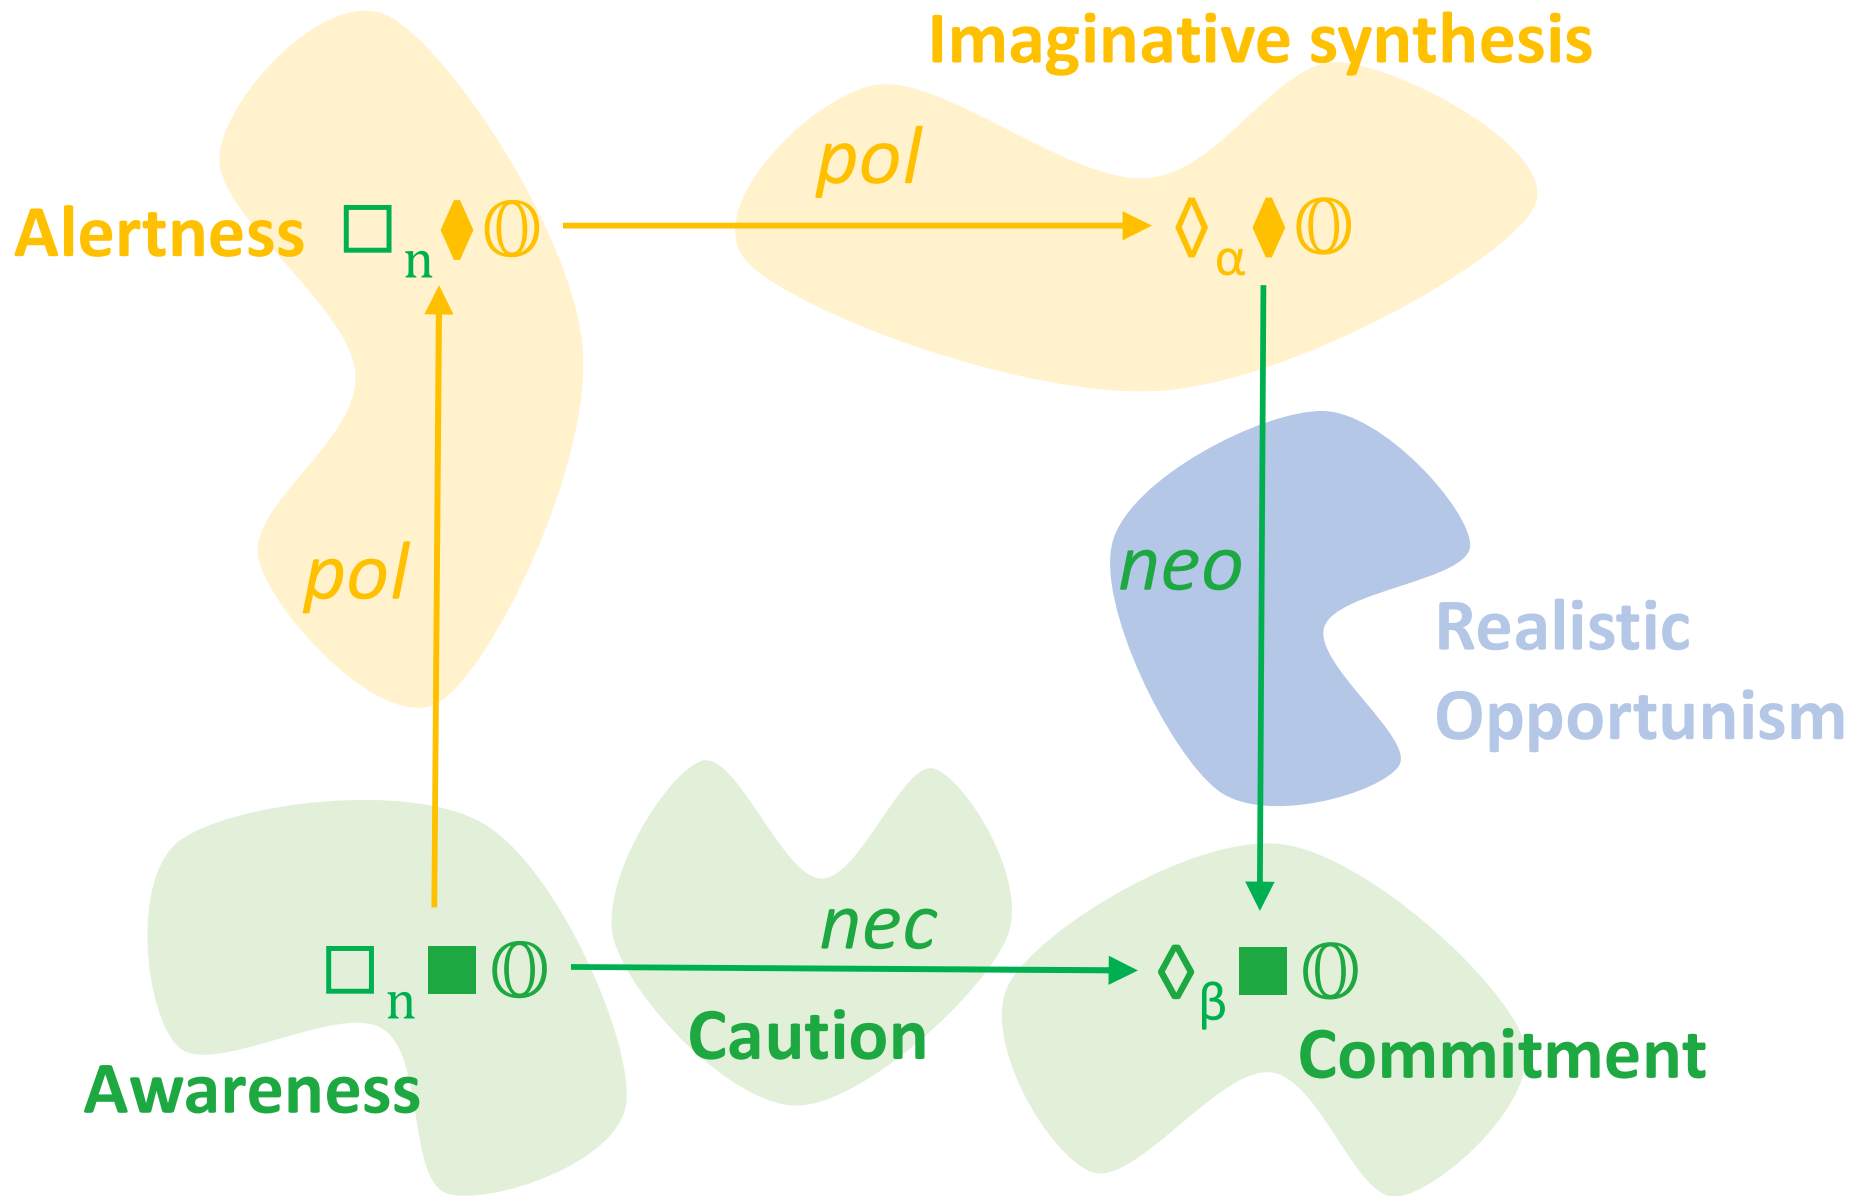 Imaginative synthesis
pol
Alertness □ₙ ⧫𝕆
◊α ⧫𝕆
pol
neo
Realistic
Opportunism
nec
□ₙ ■𝕆
◊ᵦ ■𝕆
Caution
Commitment
Awareness